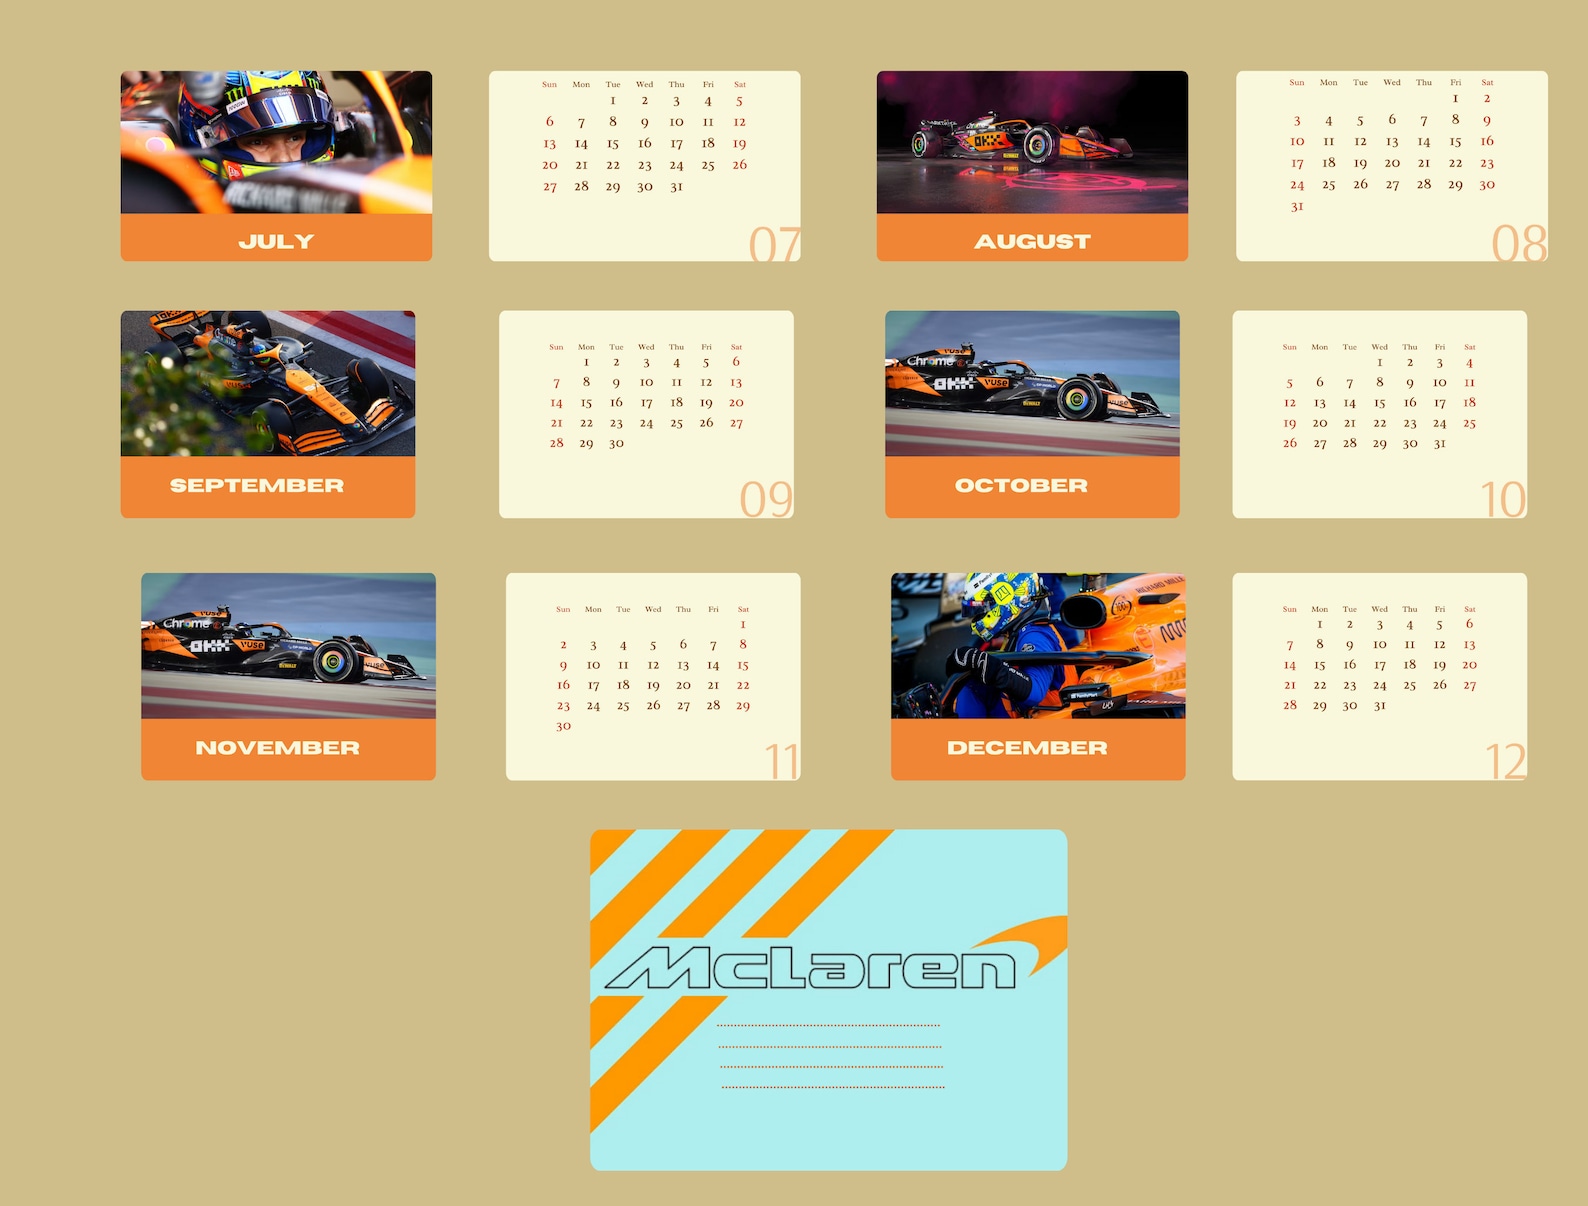 JULY
Sun Mon Tue Wed Thu Fri Sat
1 2 3 4 5
6 7 8 9 10 11 12
13 14 15 16 17 18 19
20 21 22 23 24 25 26
27 28 29 30 31
07
AUGUST
Sun Mon Tue Wed Thu Fri Sat
1 2
3 4 5 6 7 8 9
10 11 12 13 14 15 16
17 18 19 20 21 22 23
24 25 26 27 28 29 30
31
08
Chrome
SEPTEMBER
Sun Mon Tue Wed Thu Fri Sat
1 2 3 4 5 6
7 8 9 10 11 12 13
14 15 16 17 18 19 20
21 22 23 24 25 26 27
28 29 30
09
vuse
Chrome
OKX vuse
OCTOBER
Sun Mon Tue Wed Thu Fri Sat
1 2 3 4
5 6 7 8 9 10 11
12 13 14 15 16 17 18
19 20 21 22 23 24 25
26 27 28 29 30 31
10
vuse
Chrome
OKX vuse
NOVEMBER
Sun Mon Tue Wed Thu Fri Sat
1
2 3 4 5 6 7 8
9 10 11 12 13 14 15
16 17 18 19 20 21 22
23 24 25 26 27 28 29
30
11
RICHARD MILLE
DECEMBER
Sun Mon Tue Wed Thu Fri Sat
1 2 3 4 5 6
7 8 9 10 11 12 13
14 15 16 17 18 19 20
21 22 23 24 25 26 27
28 29 30 31
12
McLaren